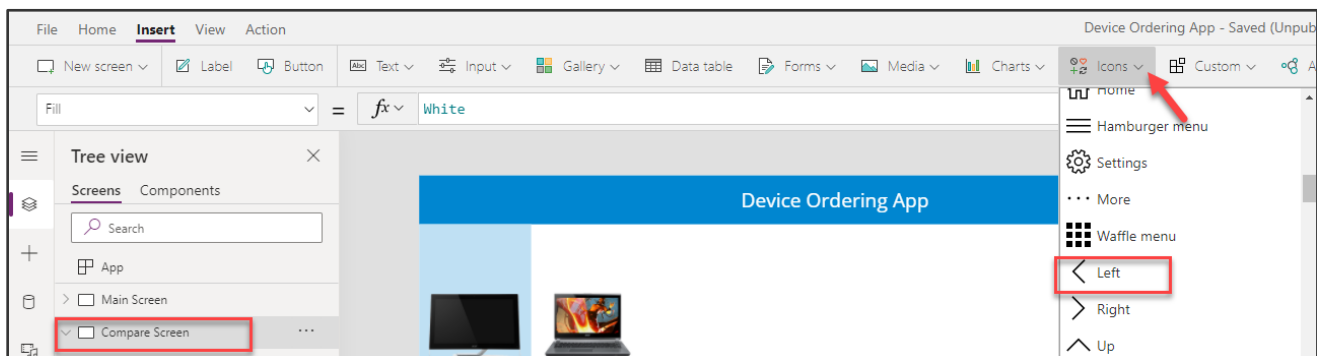 File Home Insert View Action Device Ordering App - Saved (Unpub
New screen Label Button Abc Text Input Gallery Data table Forms Media Charts Icons Custom A
Fill = fx White
Home
Hamburger menu
Tree view
Settings
Screens Components
More
Device Ordering App
Search
Waffle menu
App
Left
Main Screen
Right
Compare Screen
Up